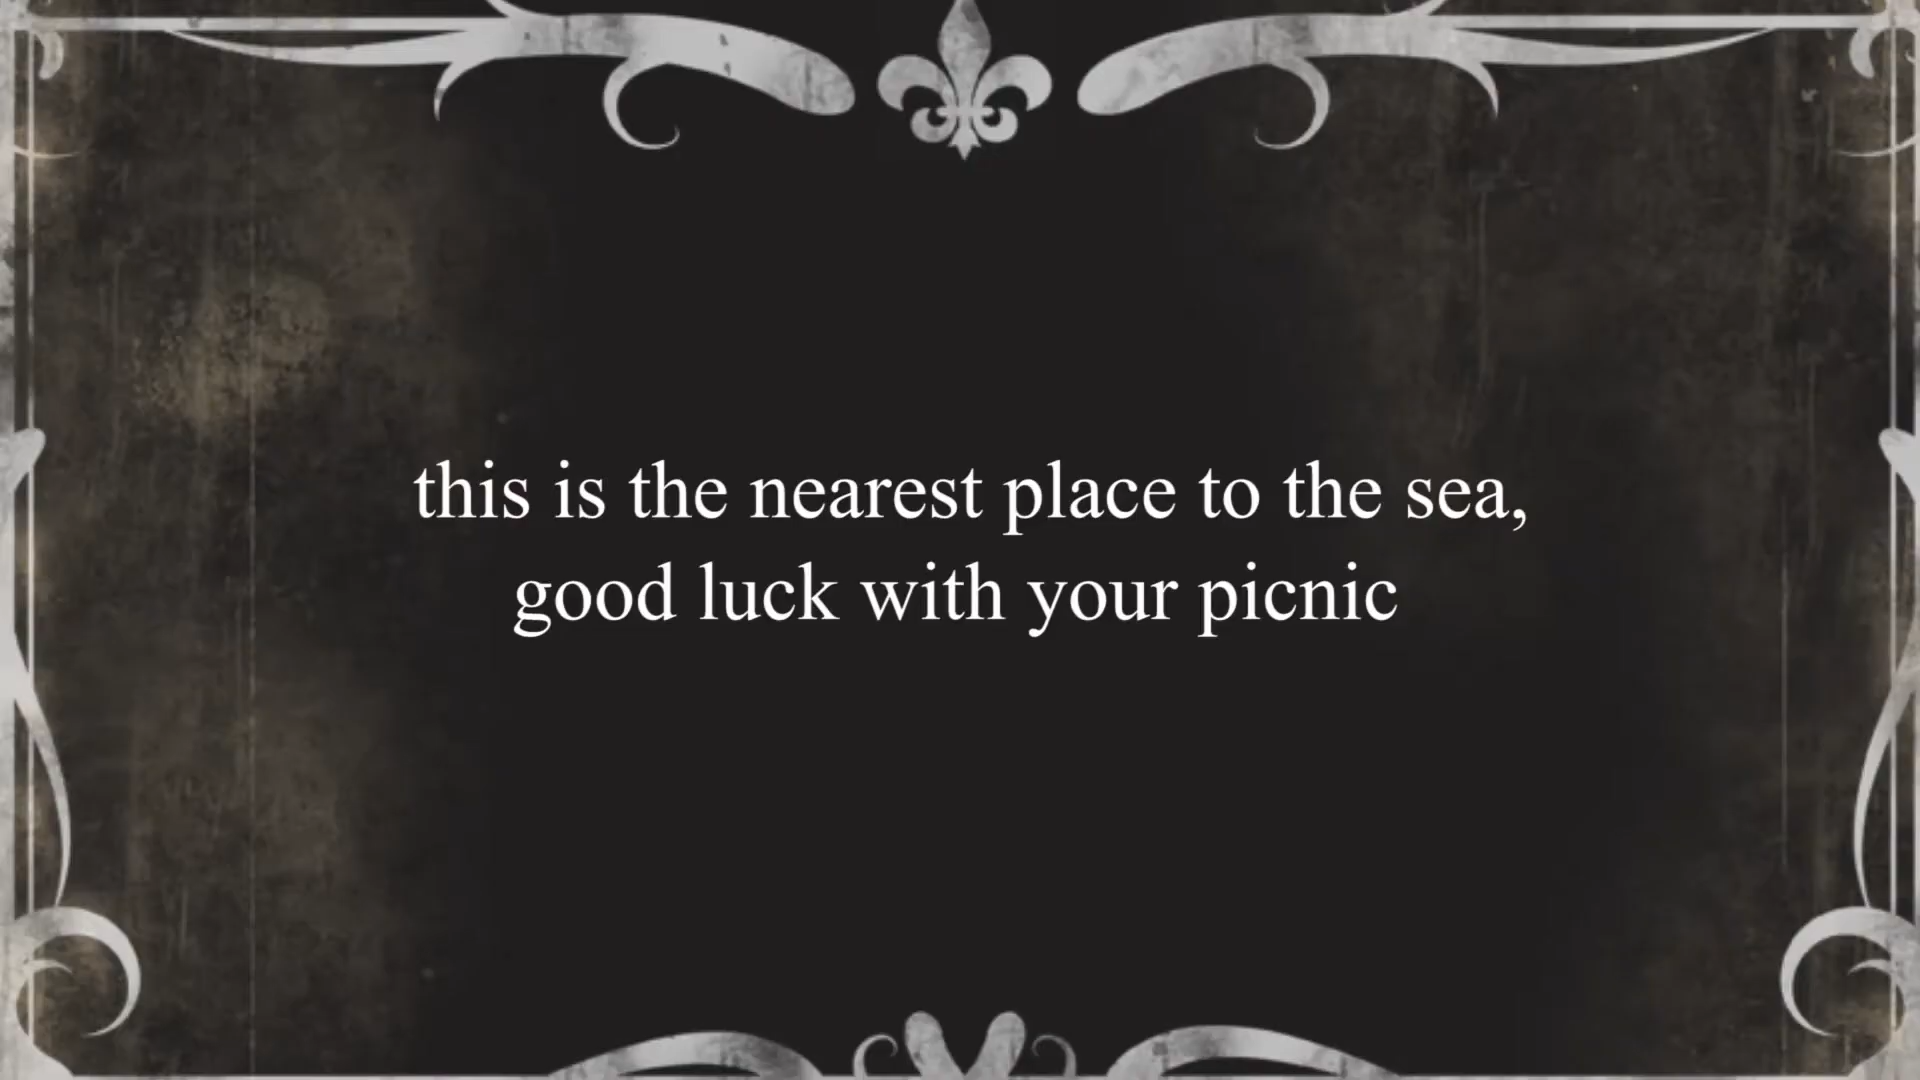 this is the nearest place to the sea,
good luck with your picnic